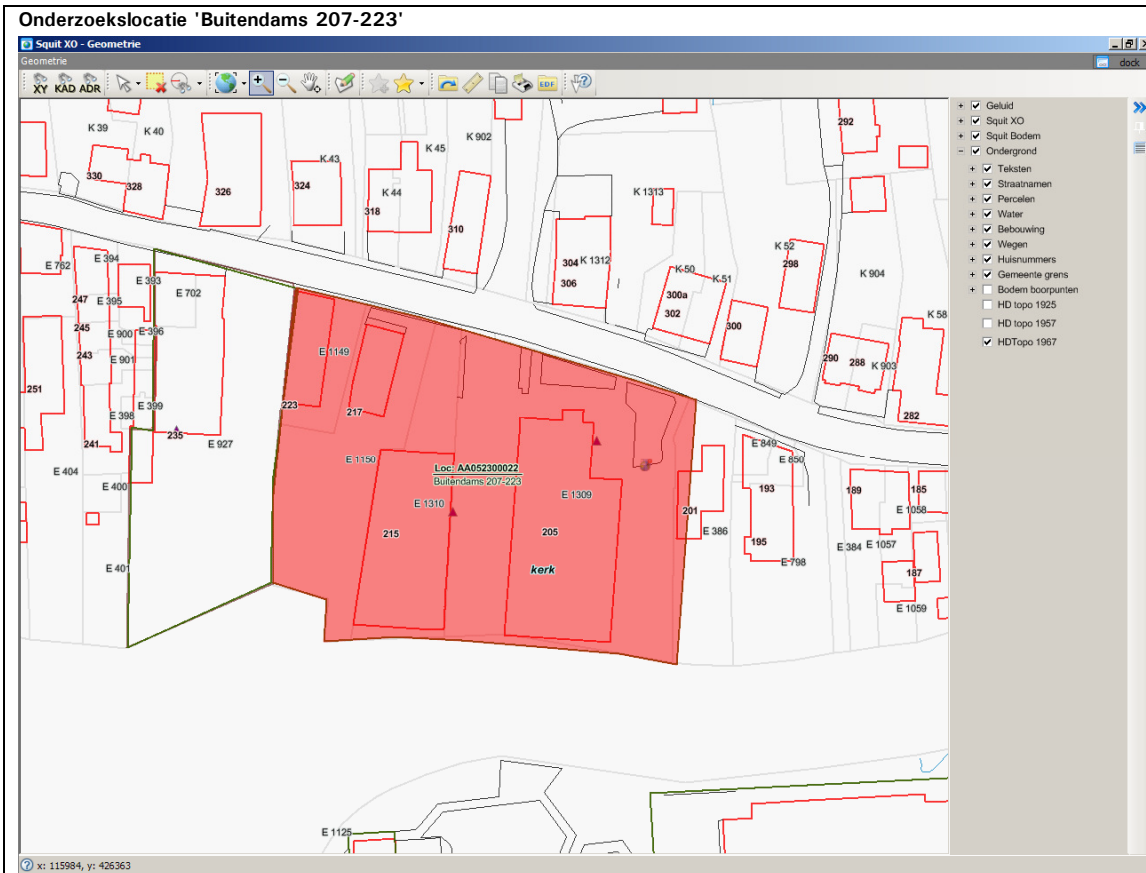 Onderzoekslocatie 'Buitendams 207-223'
Squit XO - Geometrie
Geometrie
dock
XY KAD ADR
EDF
Geluid
Squit XO
Squit Bodem
Ondergrond
Teksten
Straatnamen
Percelen
Water
Bebouwing
Wegen
Huisnummers
Gemeente grens
Bodem boorpunten
HD topo 1925
HD topo 1957
HDTopo 1967
K 39
K 40
K 902
K 45
292
330
328
326
324
K 43
K 44
318
310
K 1313
304
K 1312
306
K 52
298
K 50
K 51
K 904
300a
302
300
K 58
290
288
K 903
282
E 762
E 394
E 393
E 702
247
E 395
245
E 900
E 396
243
E 901
251
E 399
E 398
241
235
E 927
E 404
E 400
E 401
E 1149
223
217
E 1150
Loc: AA052300022
Buitendams 207-223
E 1310
E 1309
215
205
kerk
201
E 386
E 849
E 850
193
195
E 798
189
185
E 1058
E 384
E 1057
187
E 1059
E 1125
x: 115984, y: 426363